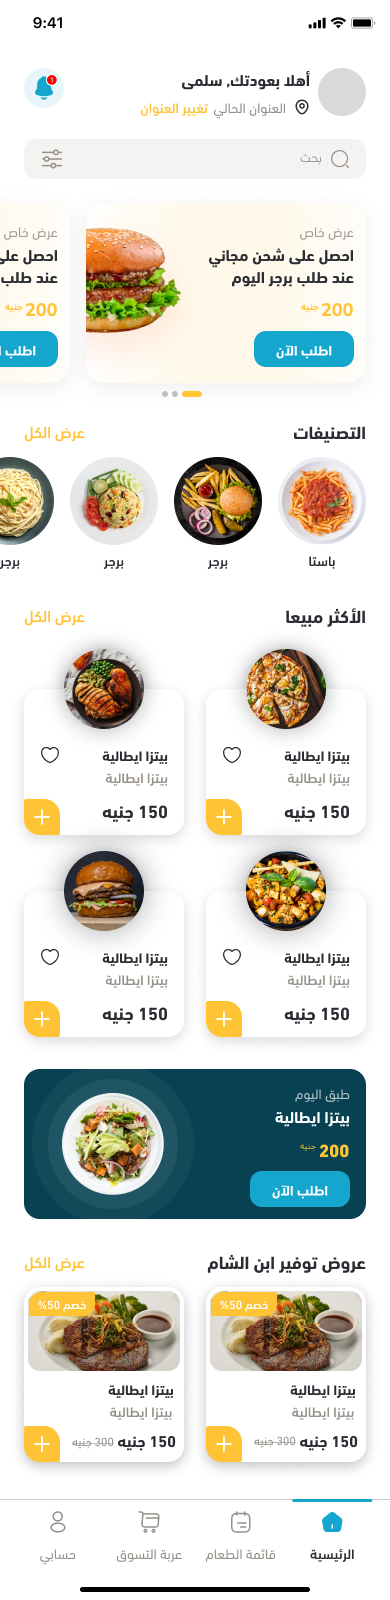 9:41
أهلا بعودتك, سلمى
1
العنوان الحالي تغيير العنوان
بحث
عرض خاص
احصل على شحن مجاني
عند طلب برجر اليوم
200 جنيه
اطلب الآن
عرض خاص
احصل على
عند طلب
200 جنيه
اطلب
التصنيفات
عرض الكل
باستا
برجر
برجر
برجر
الأكثر مبيعا
عرض الكل
بيتزا ايطالية
بيتزا ايطالية
150 جنيه
بيتزا ايطالية
بيتزا ايطالية
150 جنيه
بيتزا ايطالية
بيتزا ايطالية
150 جنيه
بيتزا ايطالية
بيتزا ايطالية
150 جنيه
طبق اليوم
بيتزا ايطالية
200 جنيه
اطلب الآن
عروض توفير ابن الشام
عرض الكل
خصم 50%
بيتزا ايطالية
بيتزا ايطالية
150 جنيه 300 جنيه
خصم 50%
بيتزا ايطالية
بيتزا ايطالية
150 جنيه 300 جنيه
الرئيسية
قائمة الطعام
عربة التسوق
حسابي